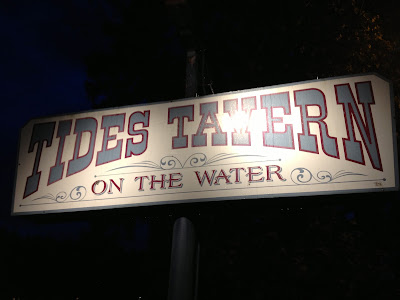 TIDES TAVERN
ON THE WATER